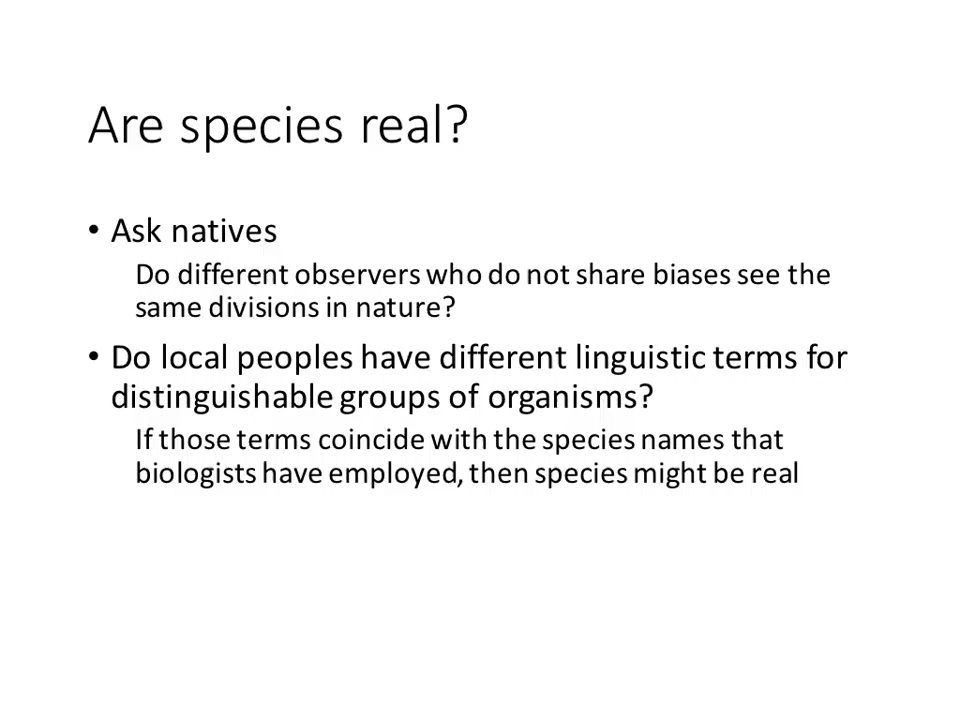 Are species real?
• Ask natives
Do different observers who do not share biases see the
same divisions in nature?
• Do local peoples have different linguistic terms for
distinguishable groups of organisms?
If those terms coincide with the species names that
biologists have employed, then species might be real